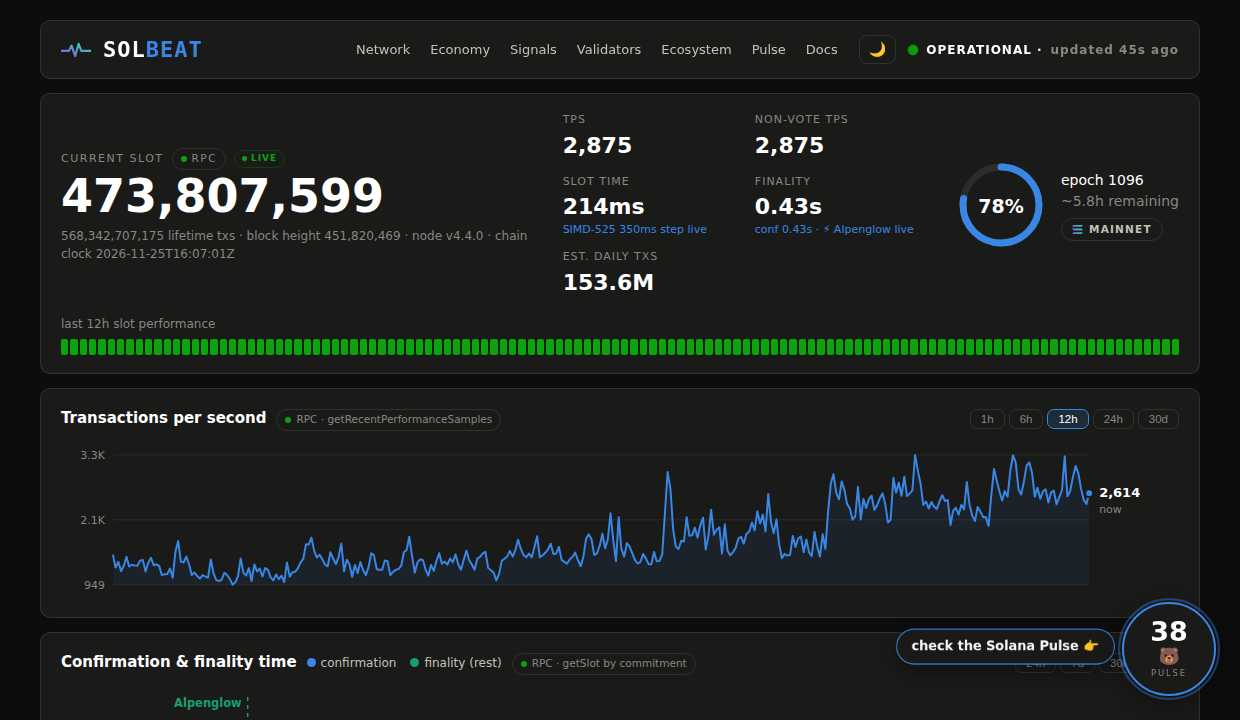 SOLBEAT
Network Economy Signals Validators Ecosystem Pulse Docs
OPERATIONAL · updated 45s ago
CURRENT SLOT RPC LIVE
473,807,599
568,342,707,175 lifetime txs · block height 451,820,469 · node v4.4.0 · chain
clock 2026-11-25T16:07:01Z
TPS
2,875
NON-VOTE TPS
2,875
SLOT TIME
214ms
SIMD-525 350ms step live
FINALITY
0.43s
conf 0.43s · ⚡ Alpenglow live
EST. DAILY TXS
153.6M
78%
epoch 1096
~5.8h remaining
MAINNET
last 12h slot performance
Transactions per second RPC · getRecentPerformanceSamples
1h 6h 12h 24h 30d
3.3K
2.1K
949
2,614
now
Confirmation & finality time confirmation finality (rest) RPC · getSlot by commitment
Alpenglow
check the Solana Pulse 👉
38
PULSE